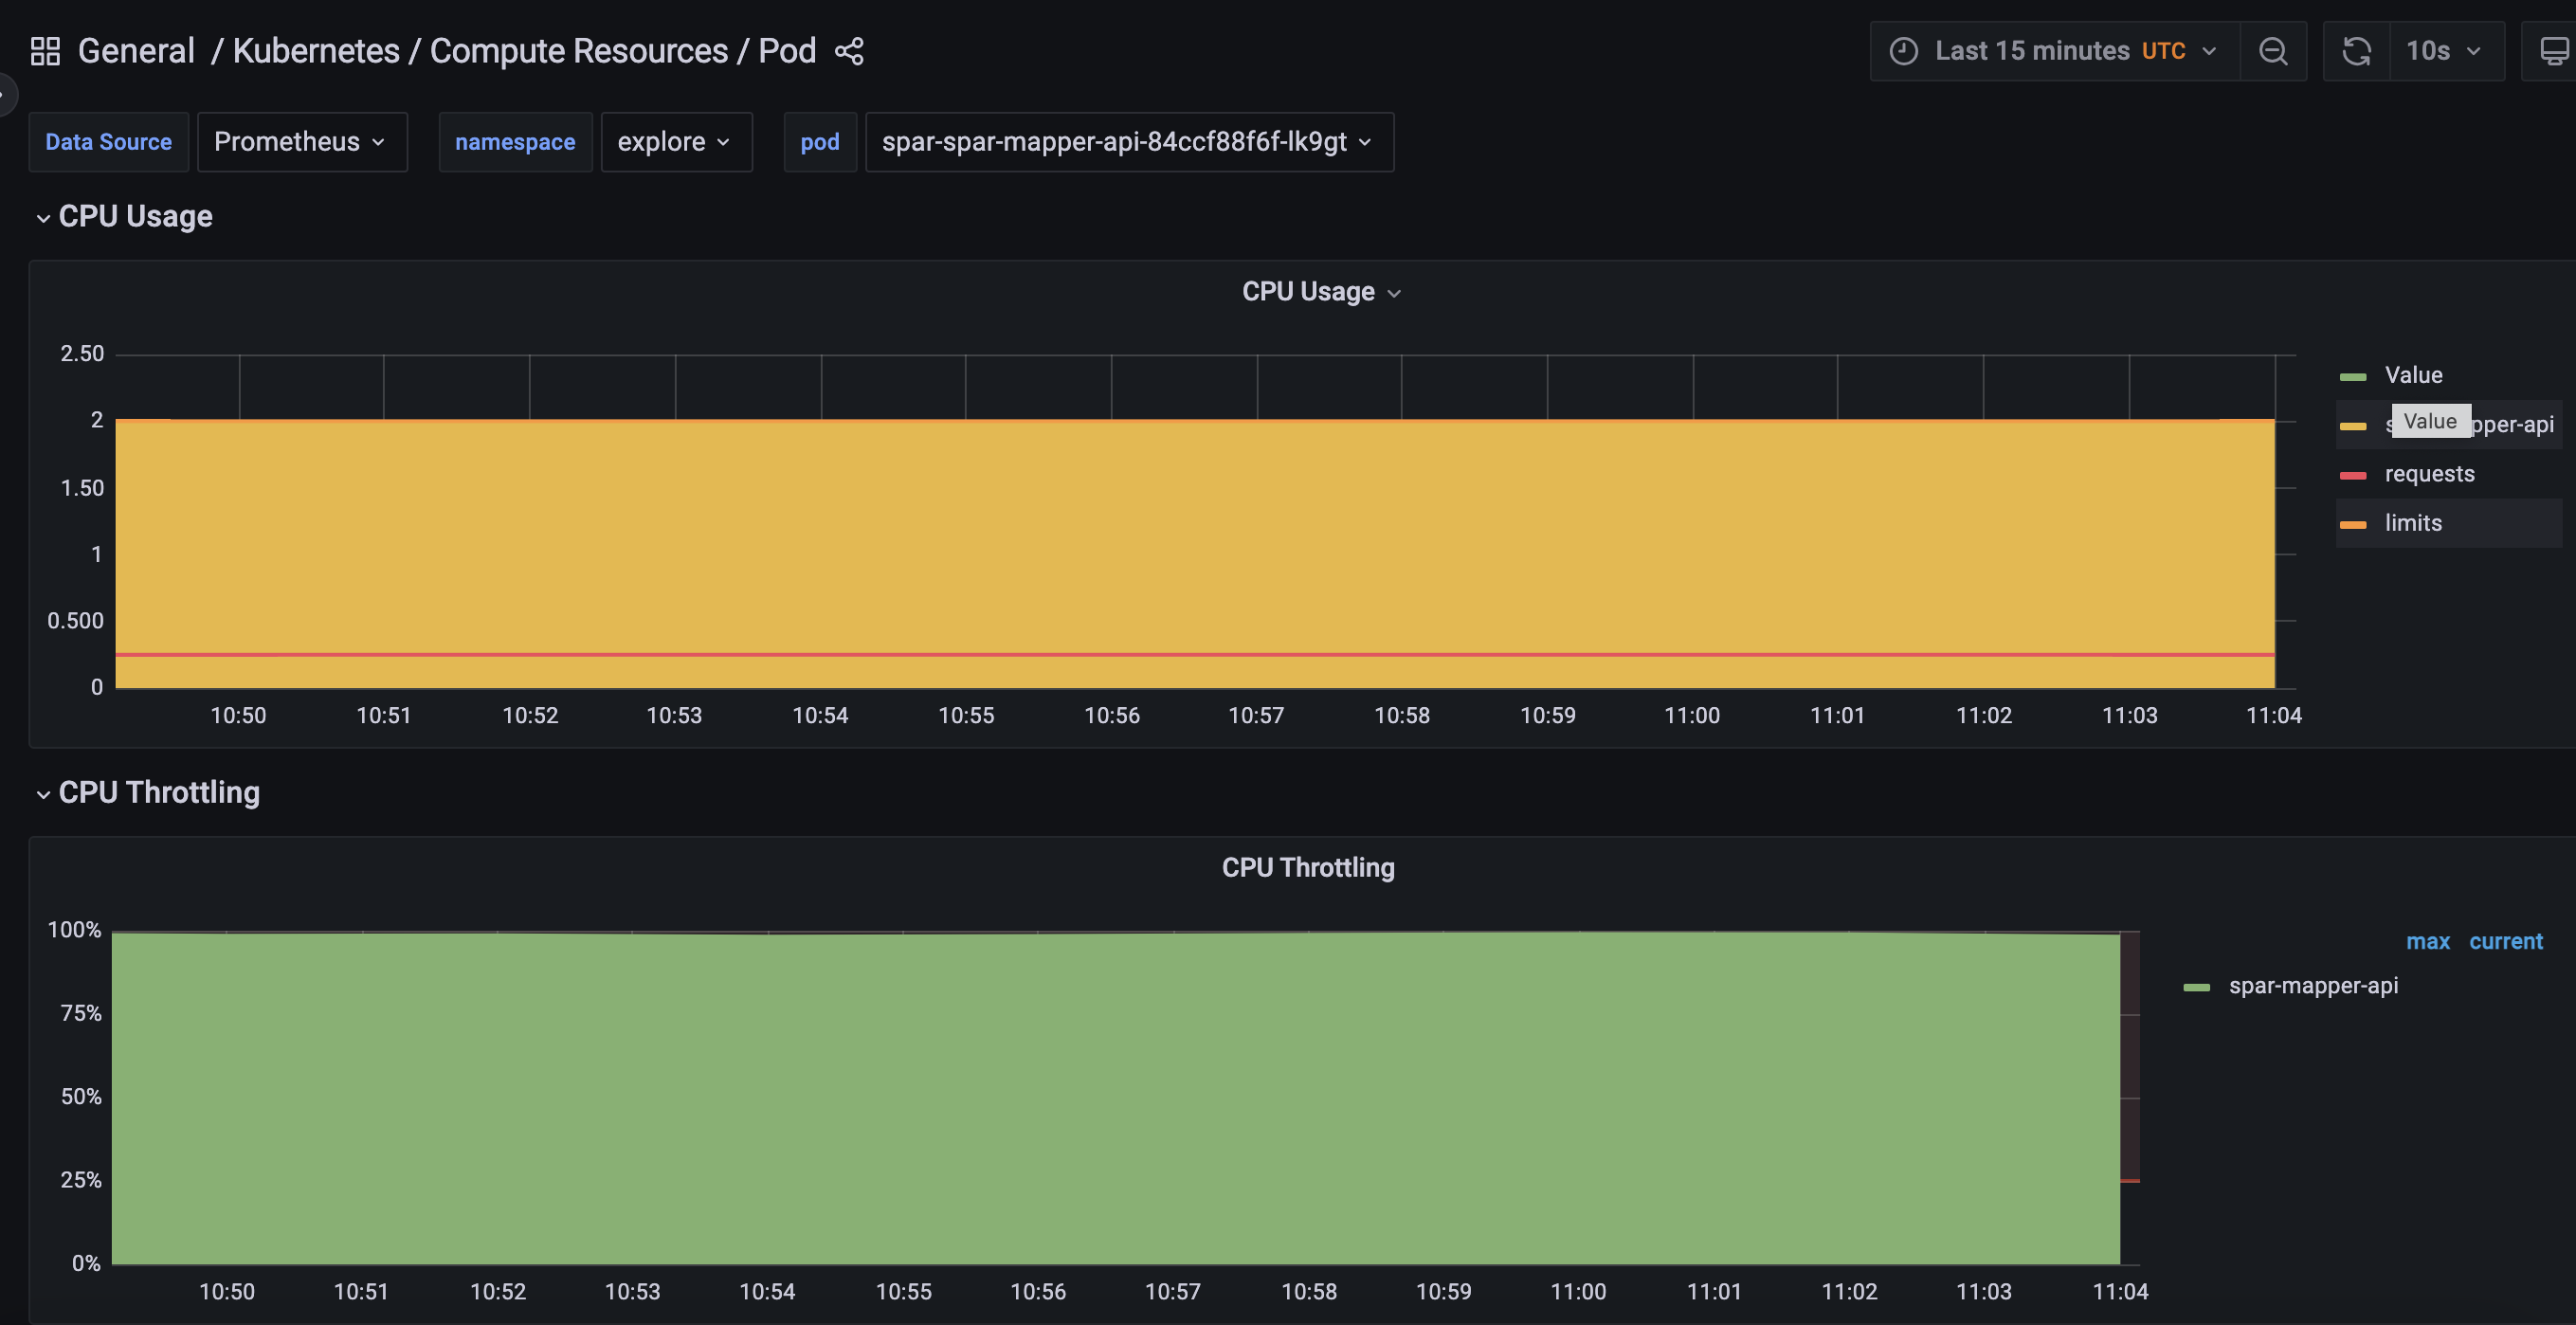 General / Kubernetes / Compute Resources / Pod
Last 15 minutes UTC
10s
Data Source Prometheus namespace explore pod spar-spar-mapper-api-84ccf88f6f-lk9gt
CPU Usage
CPU Usage
2.50
2
1.50
1
0.500
0
10:50 10:51 10:52 10:53 10:54 10:55 10:56 10:57 10:58 10:59 11:00 11:01 11:02 11:03 11:04
Value
Value
pper-api
requests
limits
CPU Throttling
CPU Throttling
100%
75%
50%
25%
0%
10:50 10:51 10:52 10:53 10:54 10:55 10:56 10:57 10:58 10:59 11:00 11:01 11:02 11:03 11:04
max current
spar-mapper-api